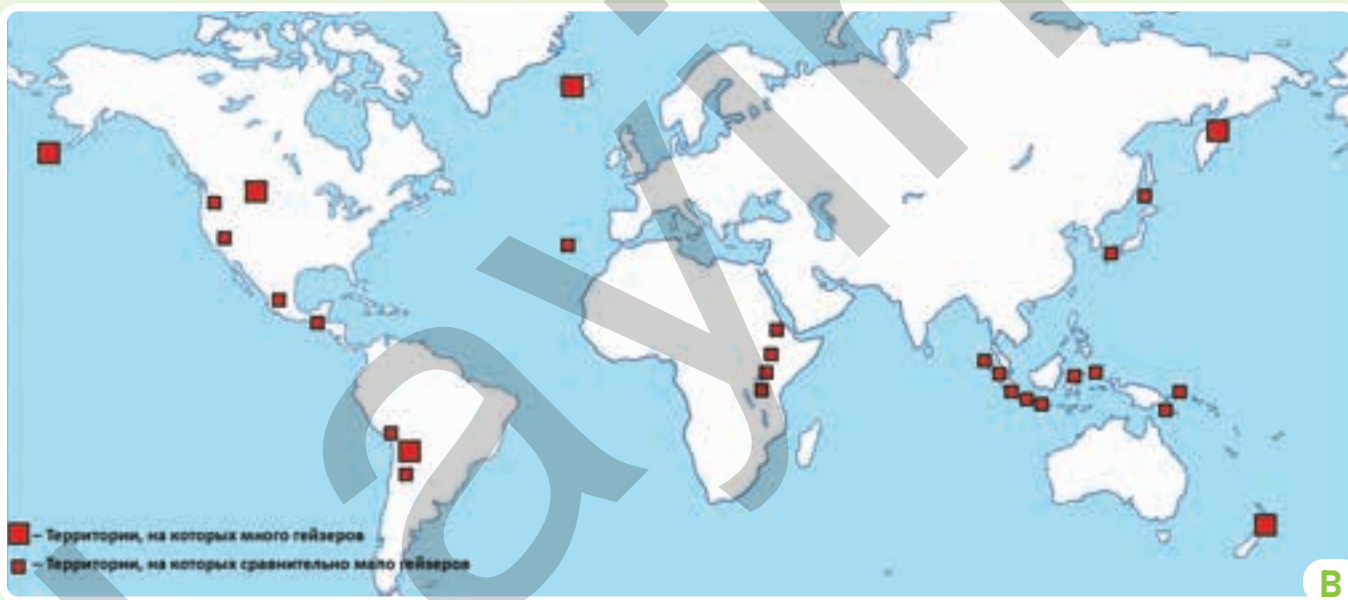 – Территории, на которых много гейзеров
– Территории, на которых сравнительно мало гейзеров
B